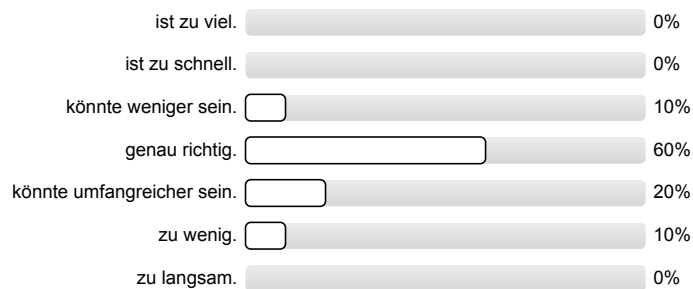 ist zu viel. 0%
ist zu schnell. 0%
könnte weniger sein. 10%
genau richtig. 60%
könnte umfangreicher sein. 20%
zu wenig. 10%
zu langsam. 0%